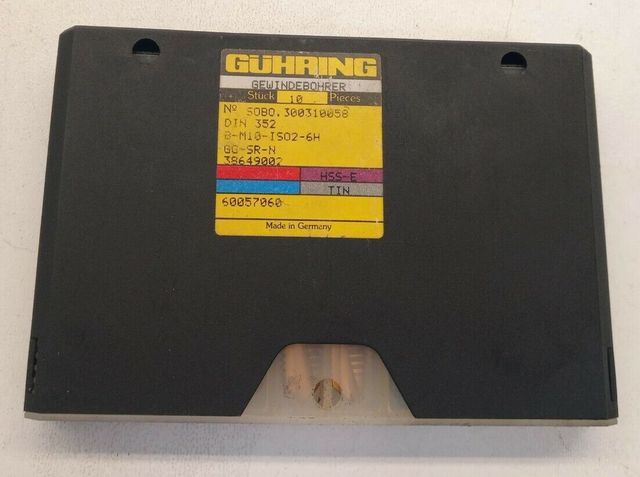 GÜHRING
GEWINDEBOHRER
Stück 10 Pieces
Nº SOBO.300310058
DIN 352
B-M10-ISO2-6H
GG-SR-N
38649002
HSS-E
TIN
60057060
Made in Germany